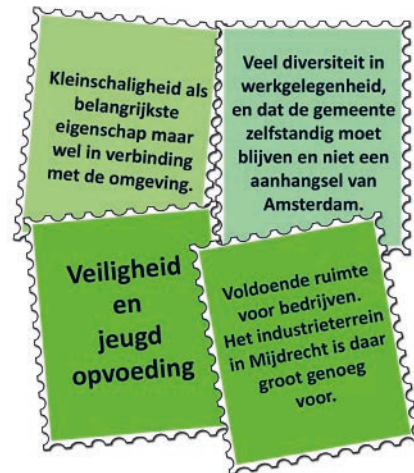 Kleinschaligheid als
belangrijkste
eigenschap maar
wel in verbinding
met de omgeving.
Veel diversiteit in
werkgelegenheid,
en dat de gemeente
zelfstandig moet
blijven en niet een
aanhangsel van
Amsterdam.
Veiligheid
en
jeugd
opvoeding
Voldoende ruimte
voor bedrijven.
Het industrieterrein
in Mijdrecht is daar
groot genoeg
voor.